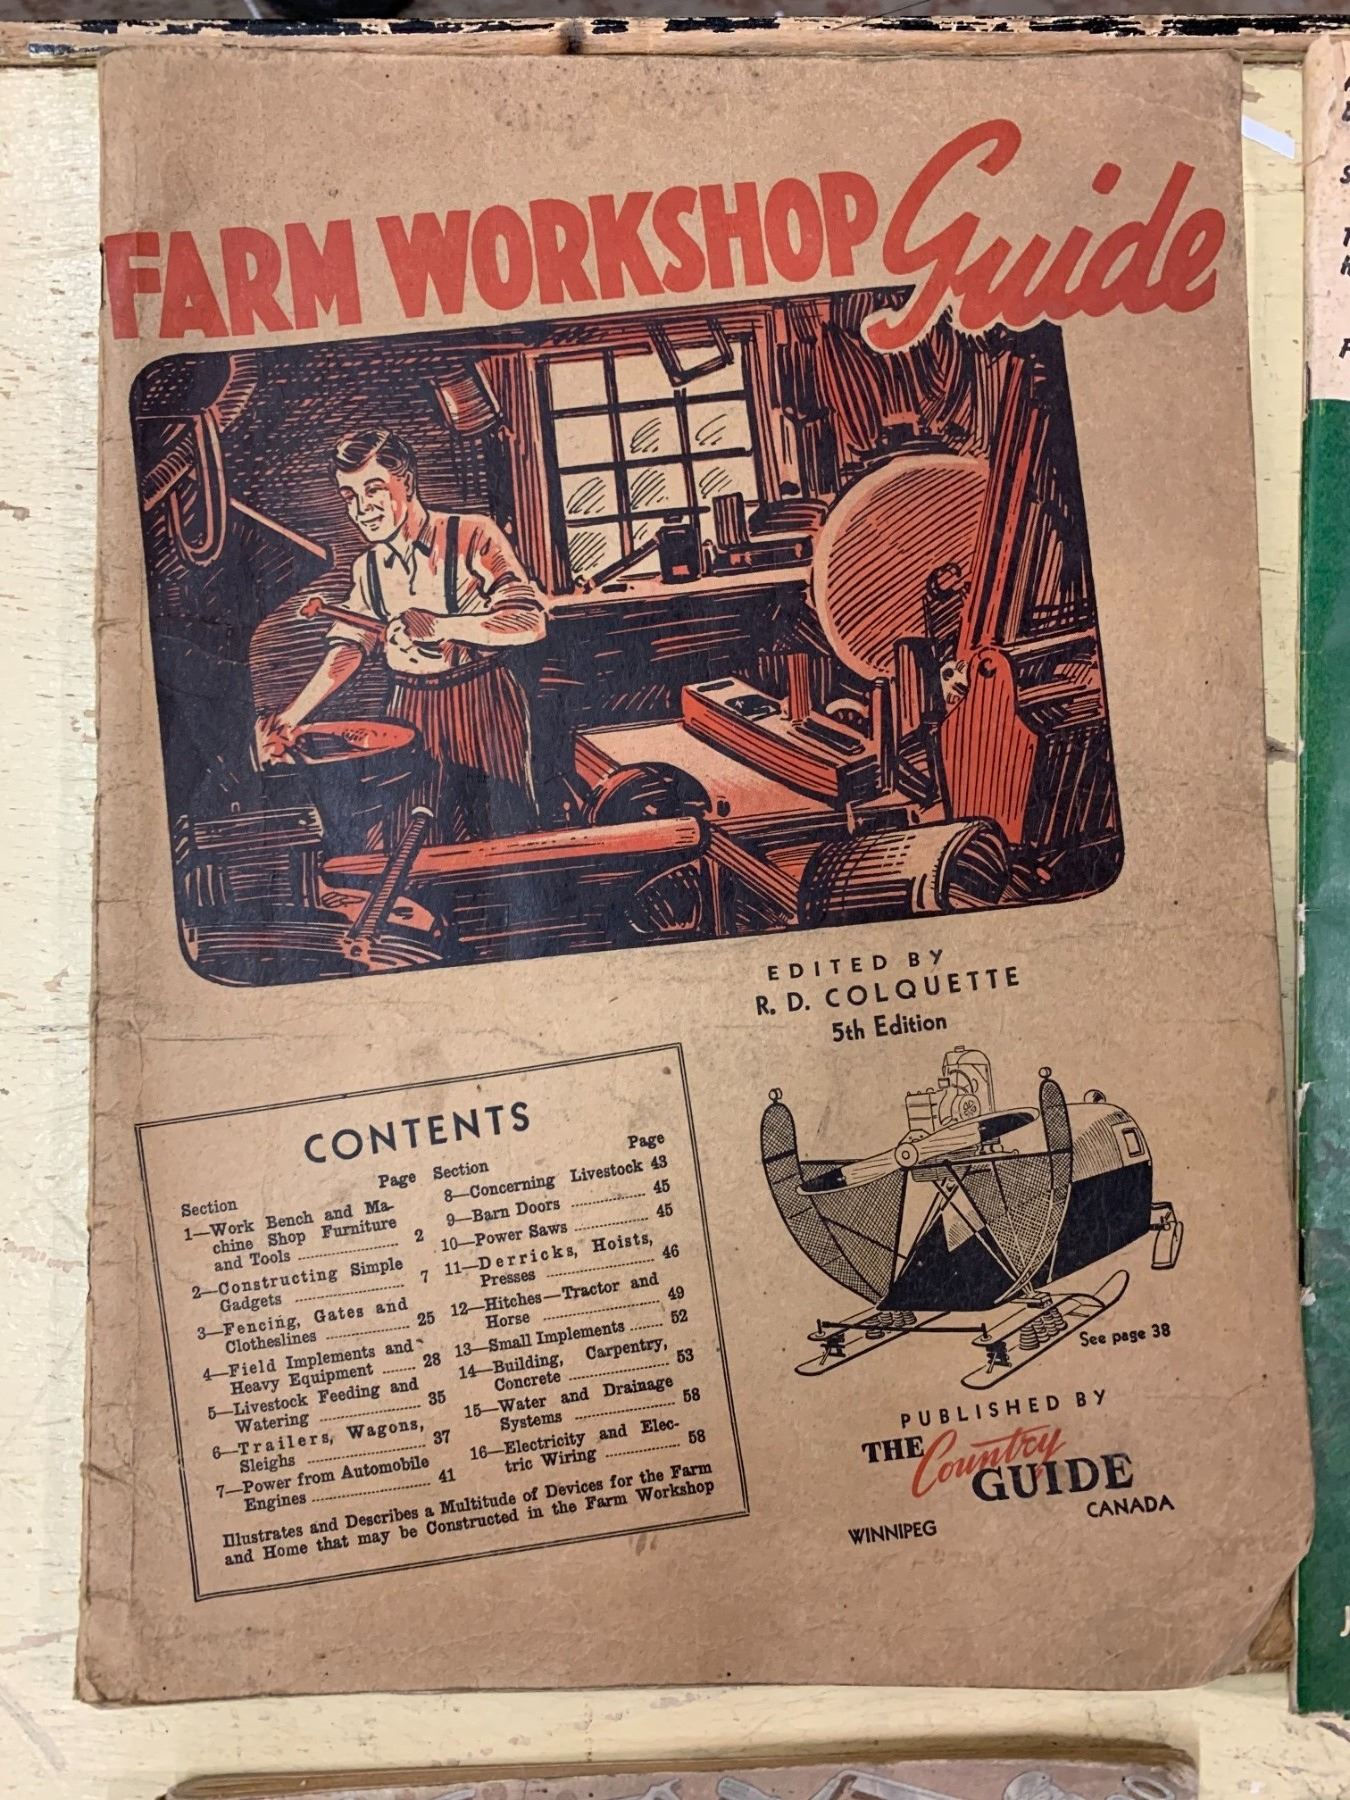 FARM WORKSHOP Guide
EDITED BY
R. D. COLQUETTE
5th Edition
CONTENTS
Section Page
1—Work Bench and Ma-
chine Shop Furniture
and Tools 2
2—Constructing Simple
Gadgets 7
3—Fencing, Gates and
Clotheslines 25
4—Field Implements and
Heavy Equipment 28
5—Livestock Feeding and
Watering 35
6—Trailers, Wagons,
Sleighs 37
7—Power from Automobile
Engines 41
Section Page
8—Concerning Livestock 43
9—Barn Doors 45
10—Power Saws 45
11—Derricks, Hoists,
Presses 46
12—Hitches—Tractor and
Horse 49
13—Small Implements 52
14—Building, Carpentry,
Concrete 53
15—Water and Drainage
Systems 58
16—Electricity and Elec-
tric Wiring 58
Illustrates and Describes a Multitude of Devices for the Farm
and Home that may be Constructed in the Farm Workshop
See page 38
PUBLISHED BY
THE Country
GUIDE
WINNIPEG CANADA